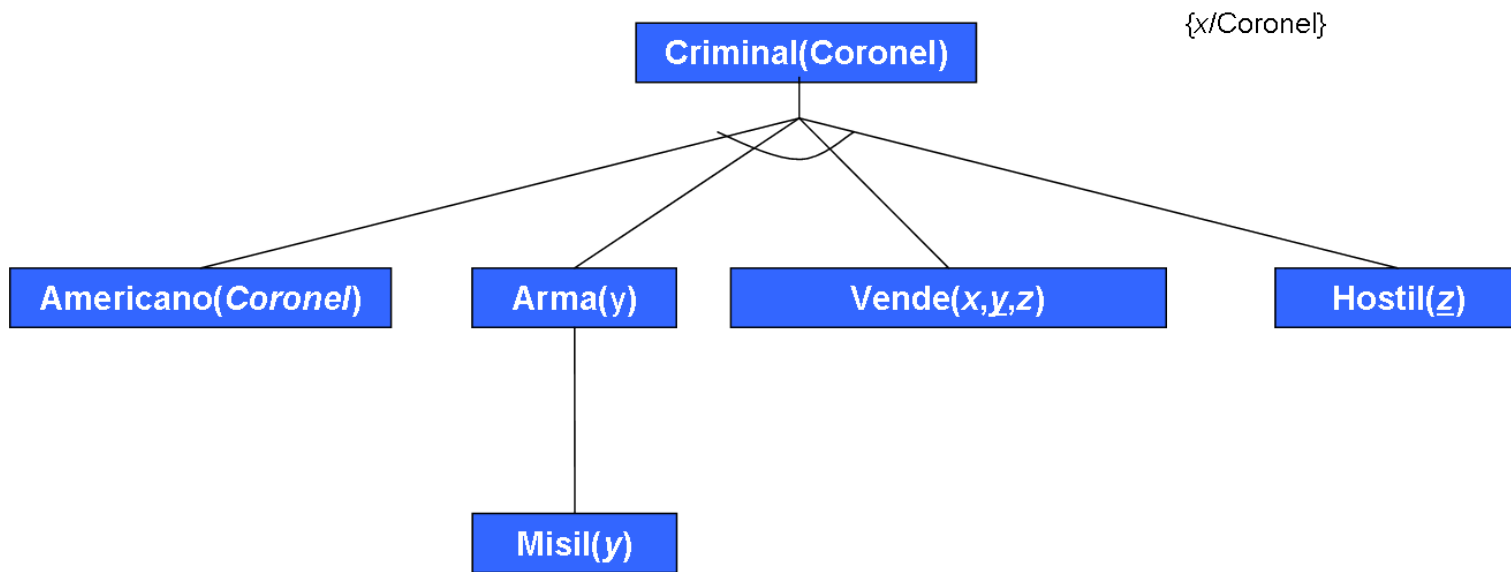 {x/Coronel}
Criminal(Coronel)
Americano(Coronel)
Arma(y)
Vende(x,y,z)
Hostil(z)
Misil(y)